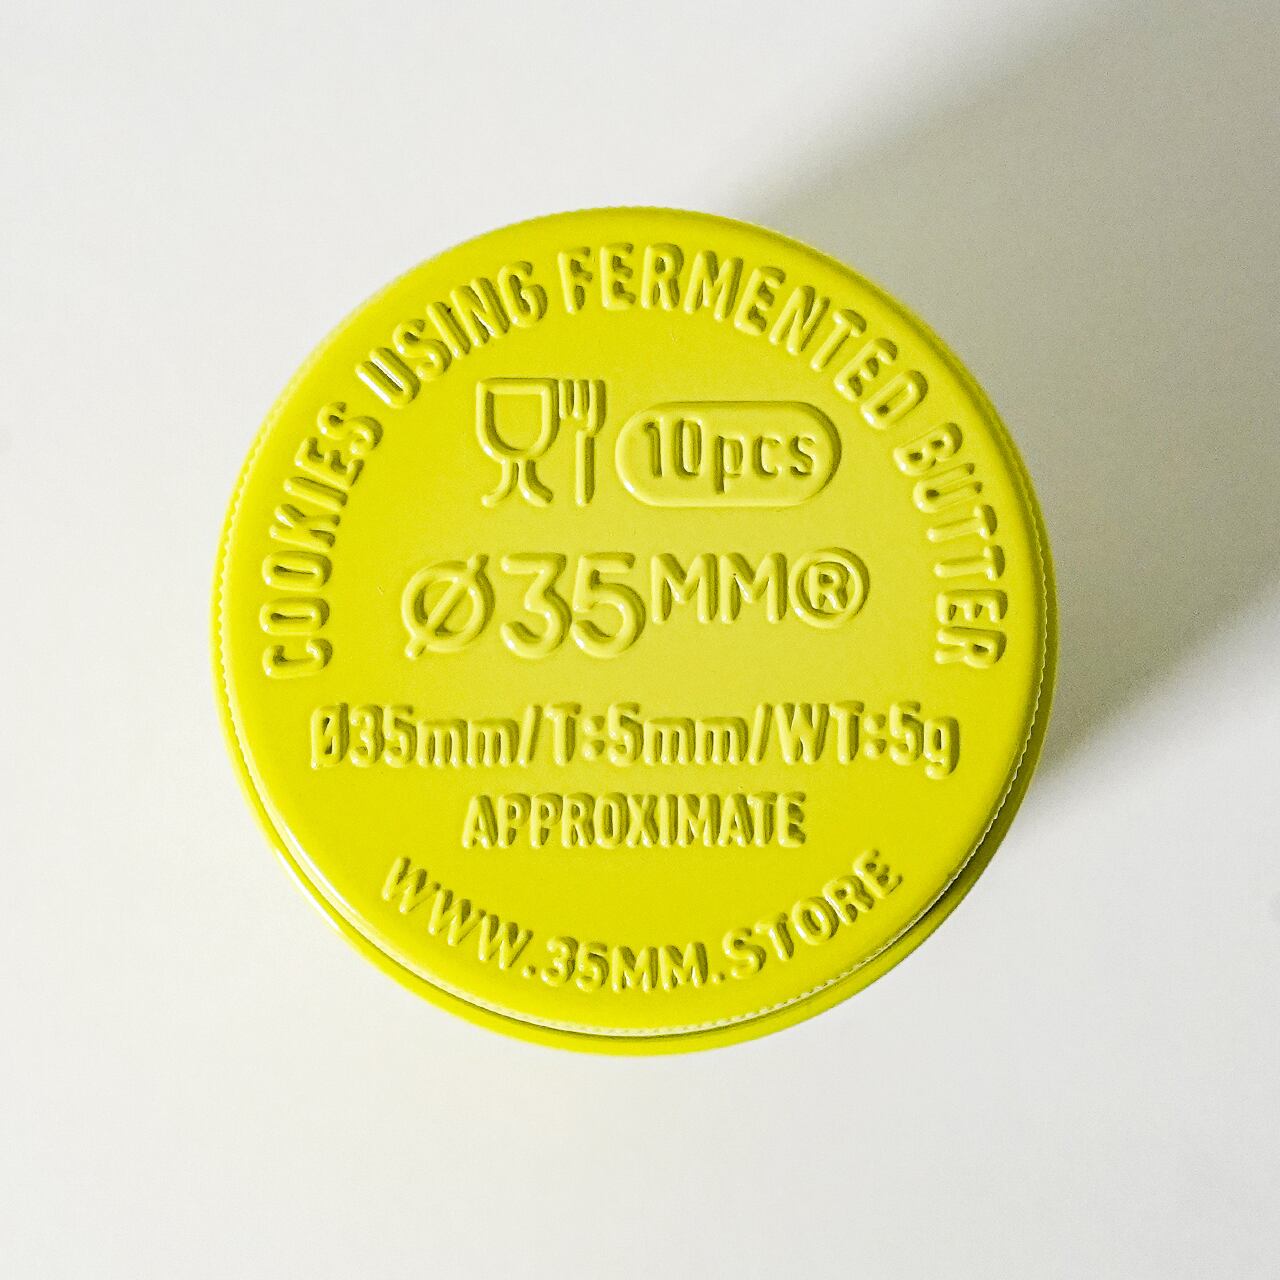 COOKIES USING FERMENTED BUTTER
10pcs
Ø35MM®
Ø35mm/T:5mm/WT:5g
APPROXIMATE
WWW.35MM.STORE